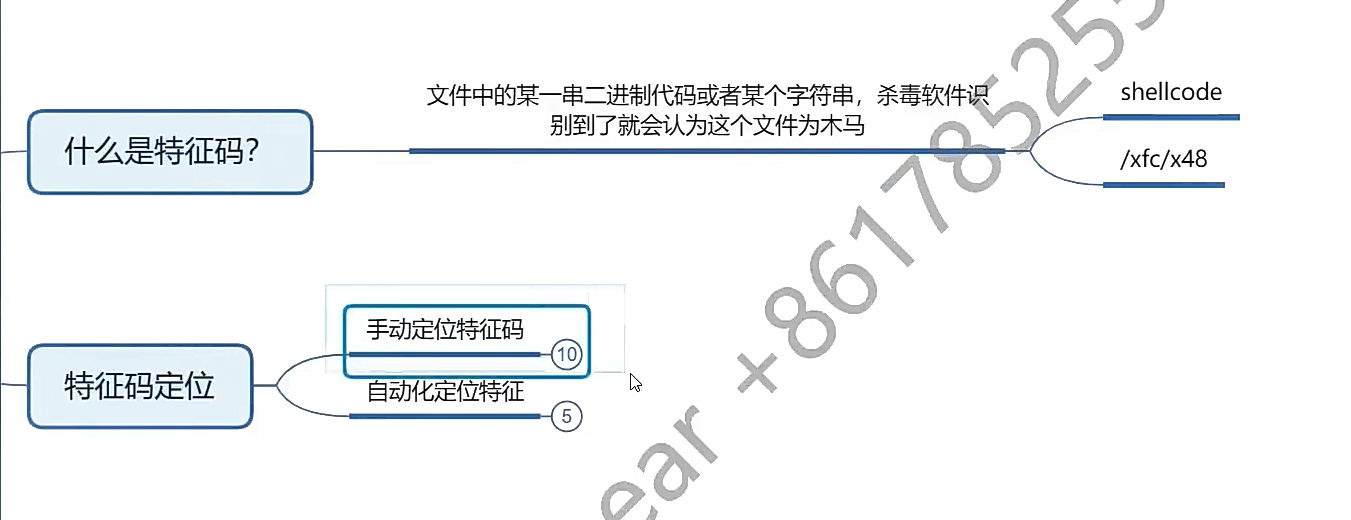 文件中的某一串二进制代码或者某个字符串，杀毒软件识
别到了就会认为这个文件为木马
什么是特征码？
shellcode
/xfc/x48
手动定位特征码
10
特征码定位
自动化定位特征
5
ear +861785255